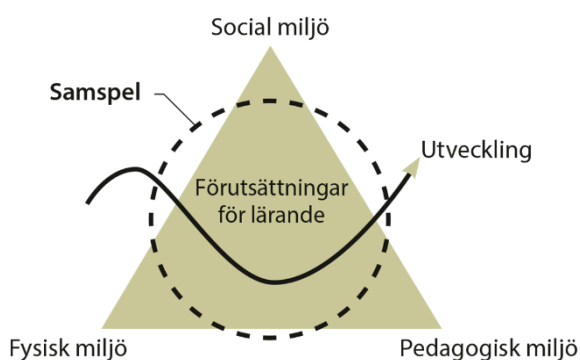 Social miljö
Samspel
Utveckling
Förutsättningar
för lärande
Fysisk miljö
Pedagogisk miljö